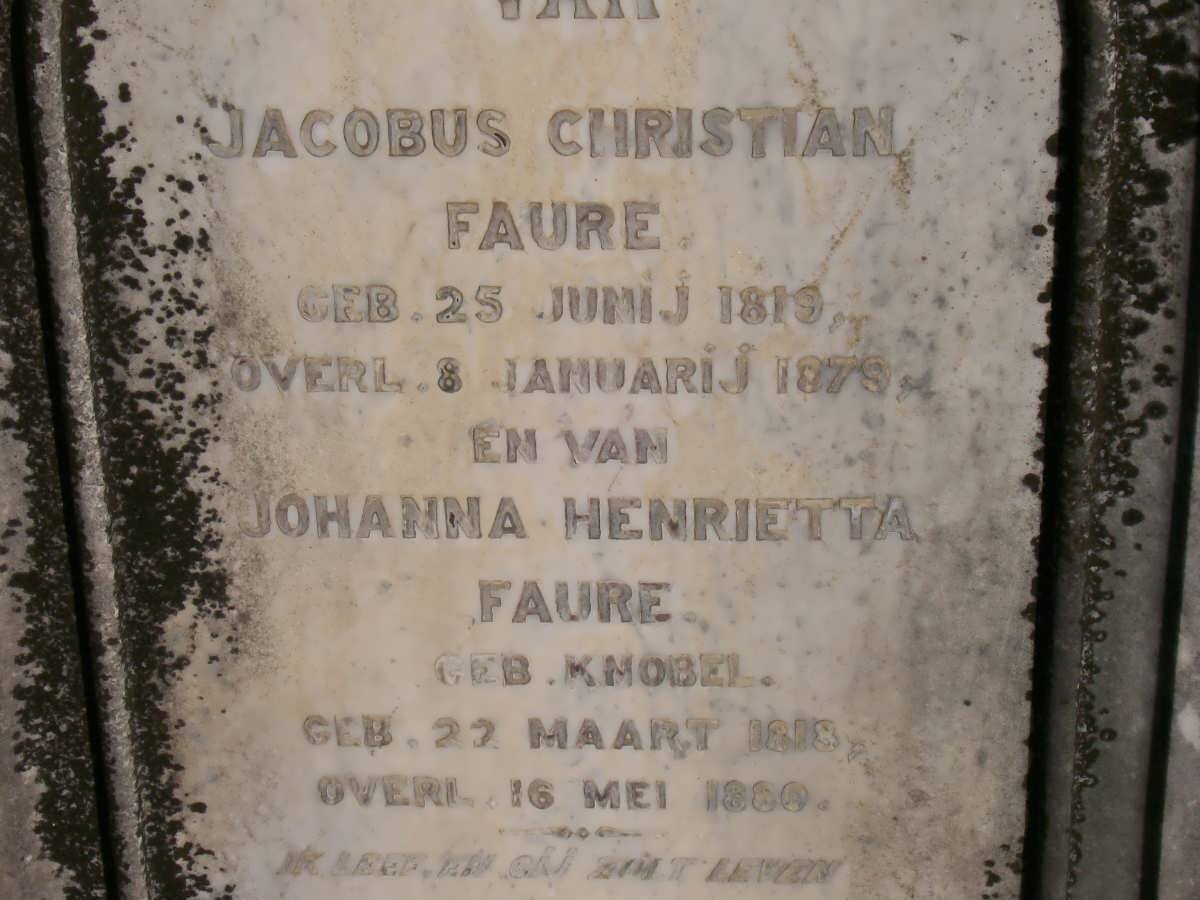 VAN
JACOBUS CHRISTIAN
FAURE.
GEB. 25 JUNIJ 1819,
OVERL. 8 JANUARIJ 1879,
EN VAN
JOHANNA HENRIETTA
FAURE.
GEB. KNOBEL.
GEB. 22 MAART 1818,
OVERL. 16 MEI 1880.
IK LEEF, EN GIJ ZULT LEVEN